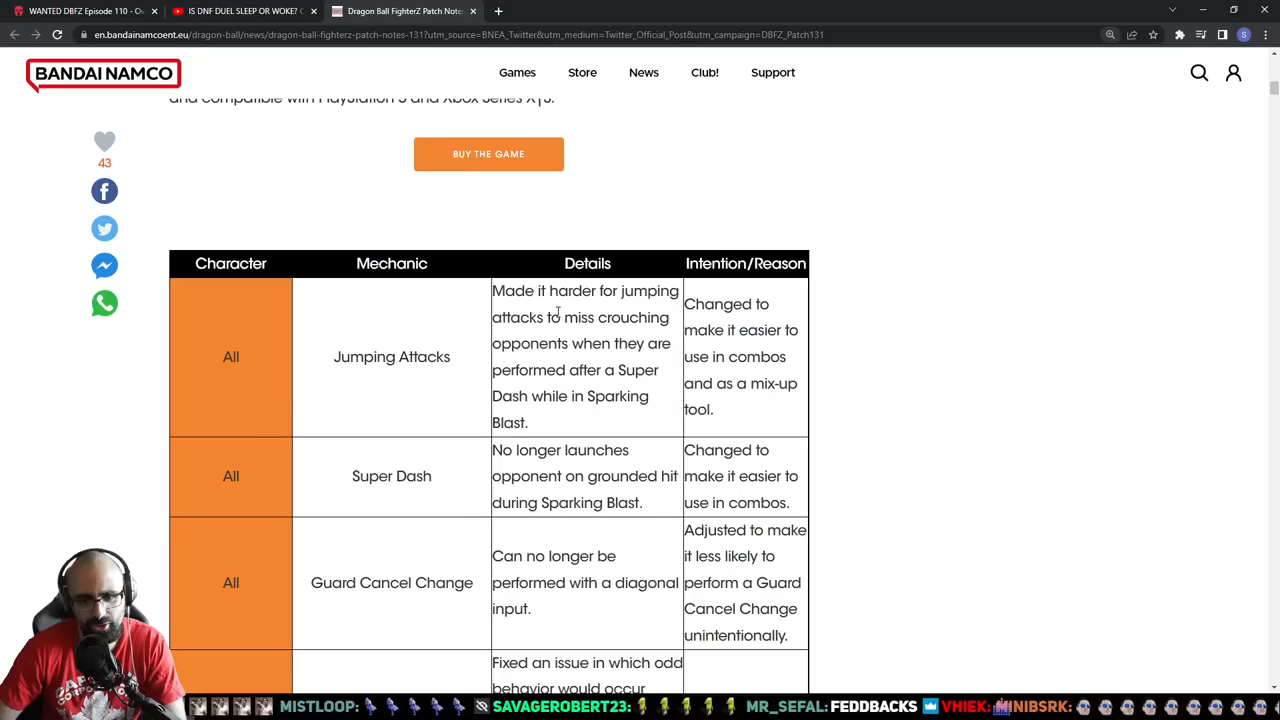 WANTED DBFZ Episode 110 - O
IS DNF DUEL SLEEP OR WOKE?
Dragon Ball FighterZ Patch Notes
en.bandainamcoent.eu/dragon-ball/news/dragon-ball-fighterz-patch-notes-131?utm_source=BNEA_Twitter&utm_medium=Twitter_Official_Post&utm_campaign=DBFZ_Patch131
S
BANDAI NAMCO
Games Store News Club! Support
and compatible with PlayStation 5 and Xbox Series X|S.
43
BUY THE GAME
Character Mechanic Details Intention/Reason
All
Jumping Attacks
Made it harder for jumping
attacks to miss crouching
opponents when they are
performed after a Super
Dash while in Sparking
Blast.
Changed to
make it easier to
use in combos
and as a mix-up
tool.
All
Super Dash
No longer launches
opponent on grounded hit
during Sparking Blast.
Changed to
make it easier to
use in combos.
All
Guard Cancel Change
Can no longer be
performed with a diagonal
input.
Adjusted to make
it less likely to
perform a Guard
Cancel Change
unintentionally.
Fixed an issue in which odd
behavior would occur
MISTLOOP: SAVAGEROBERT23: MR_SEFAL: FEDDBACKS VHIEK: MINIBSRK: